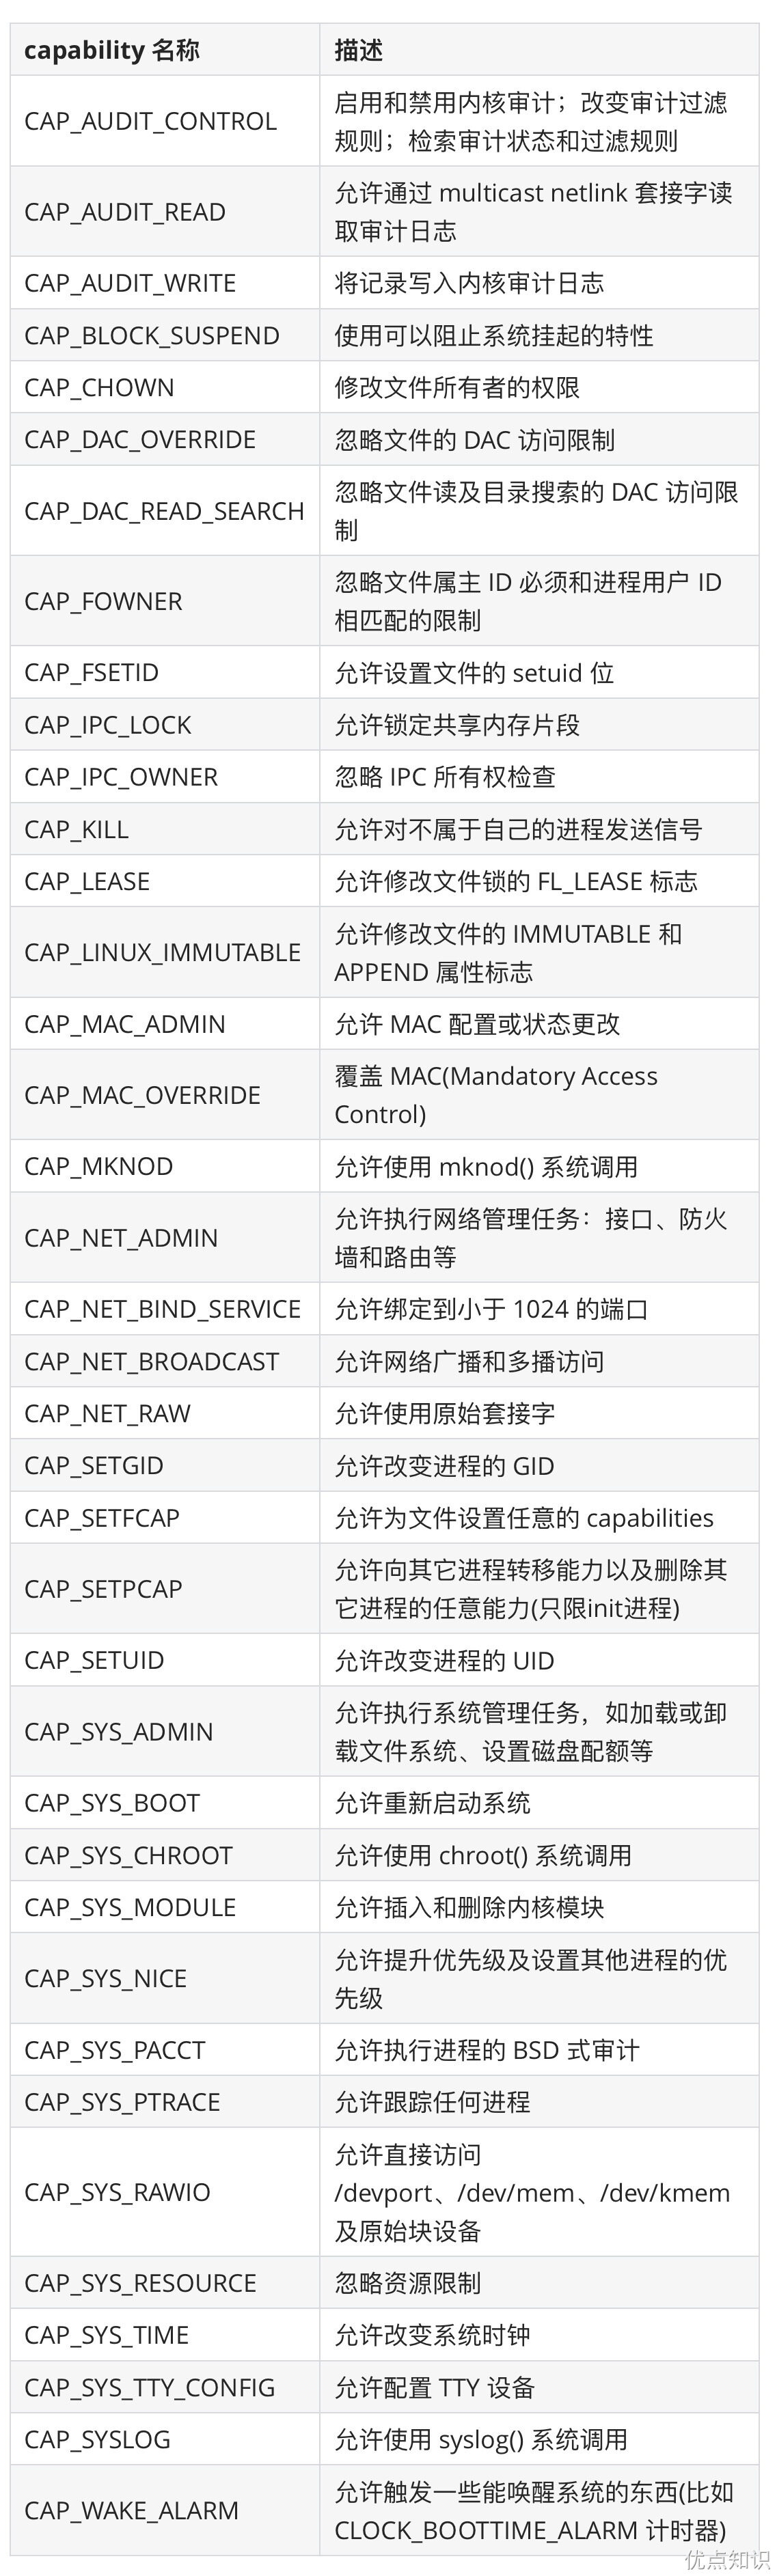 capability 名称 描述
CAP_AUDIT_CONTROL 启用和禁用内核审计；改变审计过滤
规则；检索审计状态和过滤规则
CAP_AUDIT_READ 允许通过 multicast netlink 套接字读
取审计日志
CAP_AUDIT_WRITE 将记录写入内核审计日志
CAP_BLOCK_SUSPEND 使用可以阻止系统挂起的特性
CAP_CHOWN 修改文件所有者的权限
CAP_DAC_OVERRIDE 忽略文件的 DAC 访问限制
CAP_DAC_READ_SEARCH 忽略文件读及目录搜索的 DAC 访问限
制
CAP_FOWNER 忽略文件属主 ID 必须和进程用户 ID
相匹配的限制
CAP_FSETID 允许设置文件的 setuid 位
CAP_IPC_LOCK 允许锁定共享内存片段
CAP_IPC_OWNER 忽略 IPC 所有权检查
CAP_KILL 允许对不属于自己的进程发送信号
CAP_LEASE 允许修改文件锁的 FL_LEASE 标志
CAP_LINUX_IMMUTABLE 允许修改文件的 IMMUTABLE 和
APPEND 属性标志
CAP_MAC_ADMIN 允许 MAC 配置或状态更改
CAP_MAC_OVERRIDE 覆盖 MAC(Mandatory Access
Control)
CAP_MKNOD 允许使用 mknod() 系统调用
CAP_NET_ADMIN 允许执行网络管理任务：接口、防火
墙和路由等
CAP_NET_BIND_SERVICE 允许绑定到小于 1024 的端口
CAP_NET_BROADCAST 允许网络广播和多播访问
CAP_NET_RAW 允许使用原始套接字
CAP_SETGID 允许改变进程的 GID
CAP_SETFCAP 允许为文件设置任意的 capabilities
CAP_SETPCAP 允许向其它进程转移能力以及删除其
它进程的任意能力(只限init进程)
CAP_SETUID 允许改变进程的 UID
CAP_SYS_ADMIN 允许执行系统管理任务，如加载或卸
载文件系统、设置磁盘配额等
CAP_SYS_BOOT 允许重新启动系统
CAP_SYS_CHROOT 允许使用 chroot() 系统调用
CAP_SYS_MODULE 允许插入和删除内核模块
CAP_SYS_NICE 允许提升优先级及设置其他进程的优
先级
CAP_SYS_PACCT 允许执行进程的 BSD 式审计
CAP_SYS_PTRACE 允许跟踪任何进程
CAP_SYS_RAWIO 允许直接访问
/devport、/dev/mem、/dev/kmem
及原始块设备
CAP_SYS_RESOURCE 忽略资源限制
CAP_SYS_TIME 允许改变系统时钟
CAP_SYS_TTY_CONFIG 允许配置 TTY 设备
CAP_SYSLOG 允许使用 syslog() 系统调用
CAP_WAKE_ALARM 允许触发一些能唤醒系统的东西(比如
CLOCK_BOOTTIME_ALARM 计时器)
优点知识